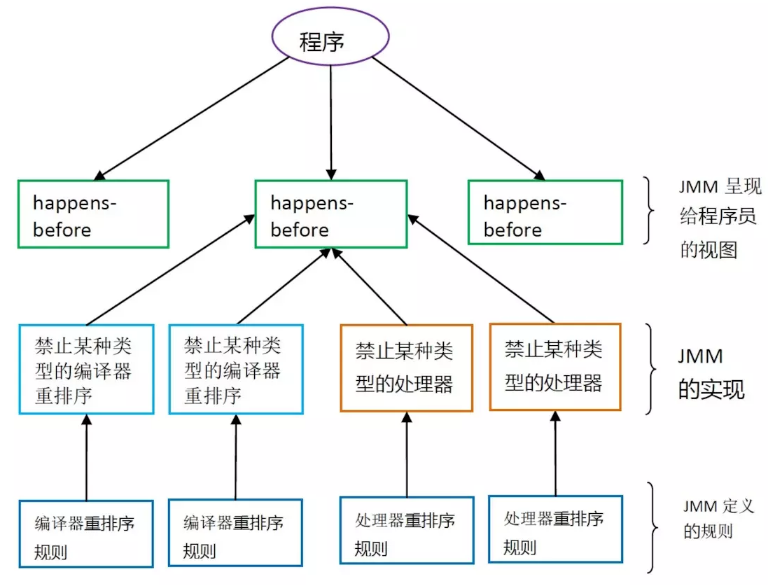 程序
happens-
before
happens-
before
happens-
before
JMM 呈现
给程序员
的视图
禁止某种类
型的编译器
重排序
禁止某种类
型的编译器
重排序
禁止某种类
型的处理器
禁止某种类
型的处理器
JMM
的实现
编译器重排序
规则
编译器重排序
规则
处理器重排序
规则
处理器重排序
规则
JMM 定义
的规则